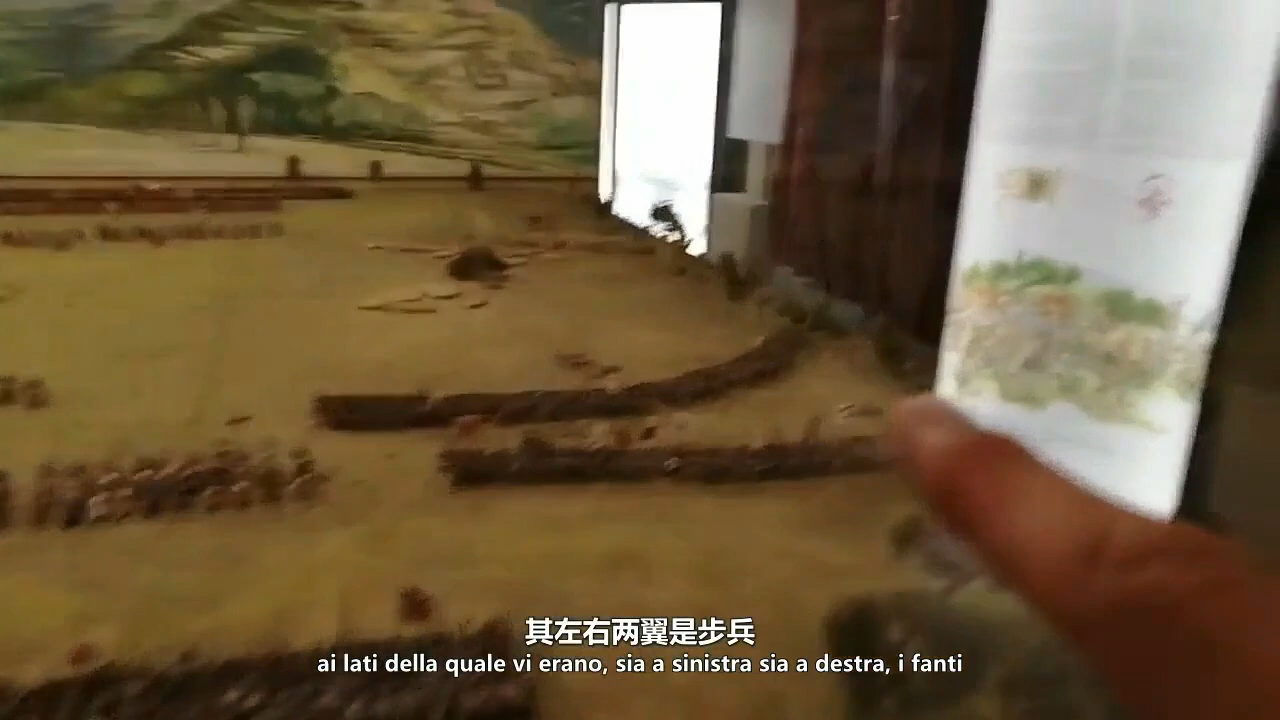 其左右两翼是步兵
ai lati della quale vi erano, sia a sinistra sia a destra, i fanti